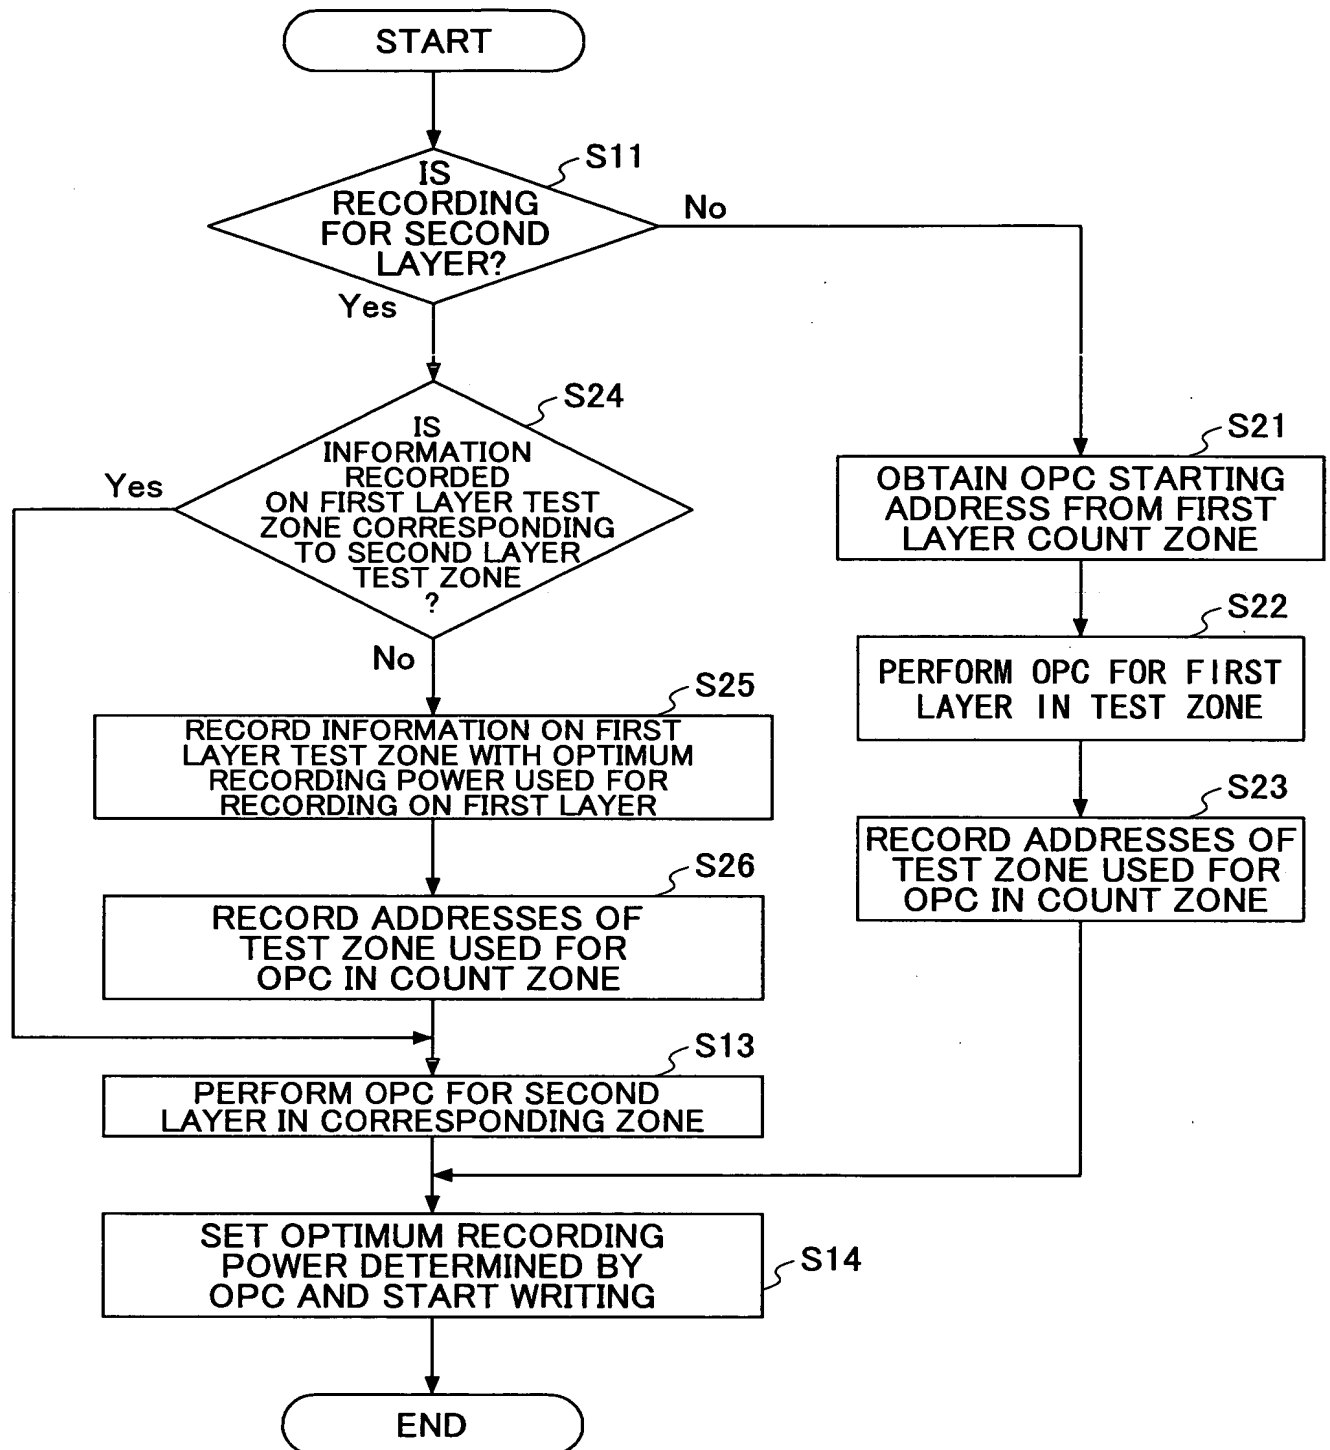 START
S11
IS
RECORDING
FOR SECOND
LAYER?
No
Yes
S24
IS
INFORMATION
RECORDED
ON FIRST LAYER TEST
ZONE CORRESPONDING
TO SECOND LAYER
TEST ZONE
?
Yes
No
S21
OBTAIN OPC STARTING
ADDRESS FROM FIRST
LAYER COUNT ZONE
S22
PERFORM OPC FOR FIRST
LAYER IN TEST ZONE
S23
RECORD ADDRESSES OF
TEST ZONE USED FOR
OPC IN COUNT ZONE
S25
RECORD INFORMATION ON FIRST
LAYER TEST ZONE WITH OPTIMUM
RECORDING POWER USED FOR
RECORDING ON FIRST LAYER
S26
RECORD ADDRESSES OF
TEST ZONE USED FOR
OPC IN COUNT ZONE
S13
PERFORM OPC FOR SECOND
LAYER IN CORRESPONDING ZONE
SET OPTIMUM RECORDING
POWER DETERMINED BY
OPC AND START WRITING
S14
END